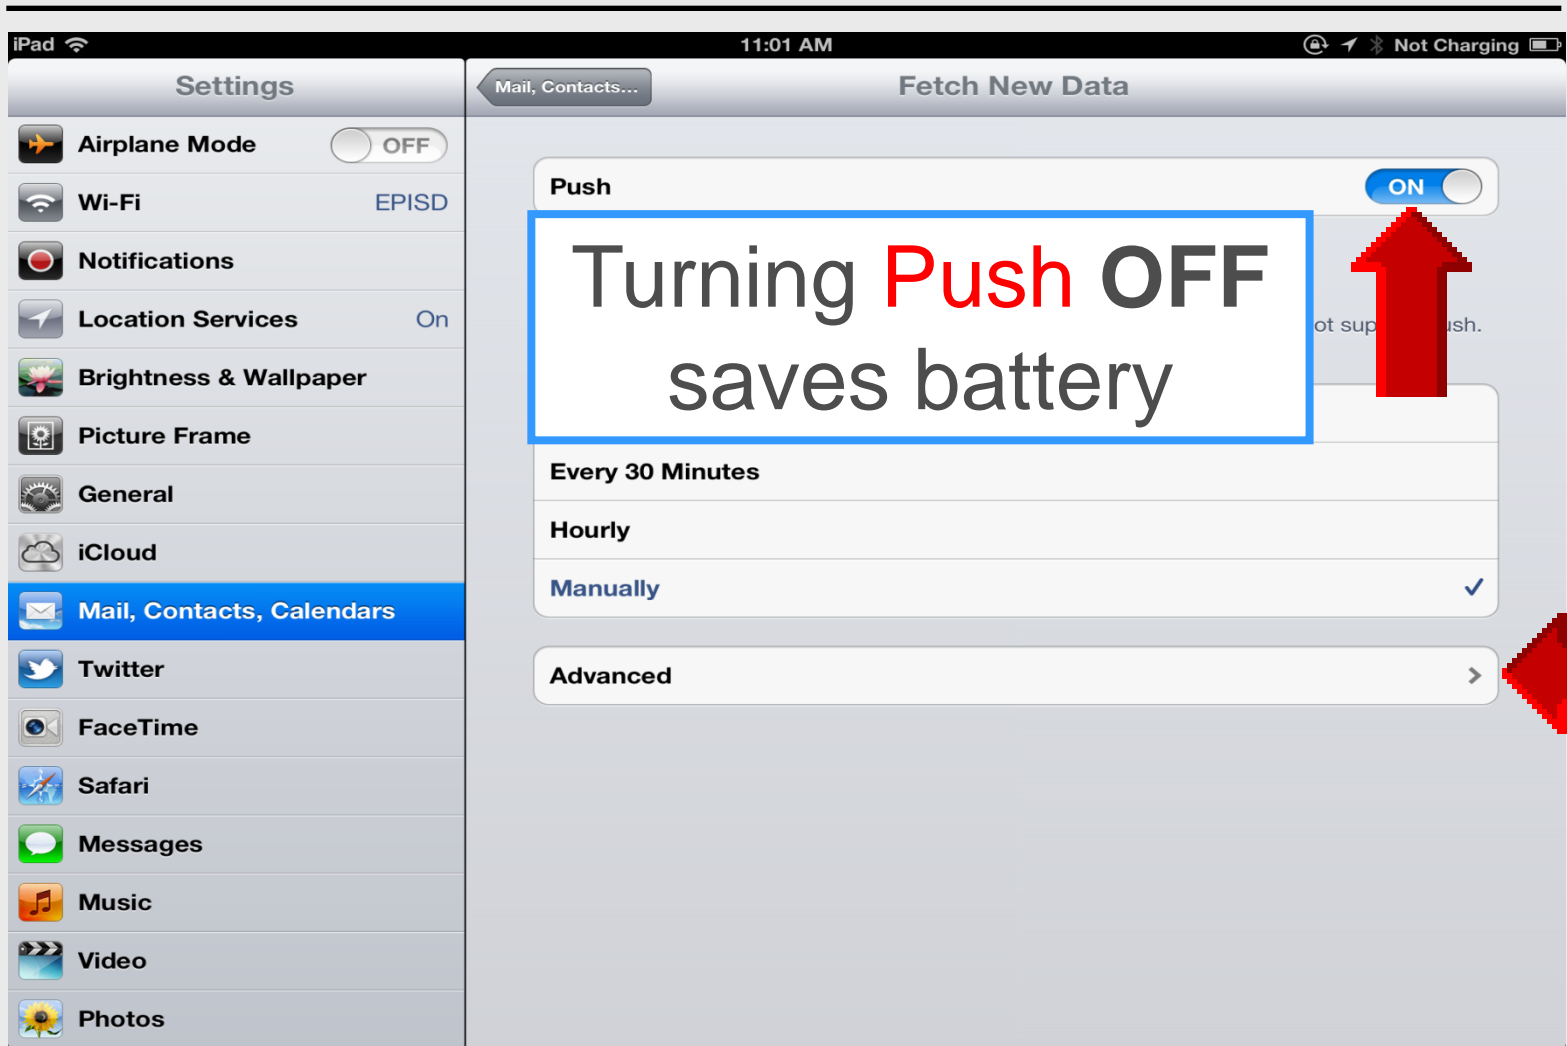 iPad 11:01 AM Not Charging
Settings
Mail, Contacts... Fetch New Data
Airplane Mode OFF
Wi-Fi EPISD
Notifications
Location Services On
Brightness & Wallpaper
Picture Frame
General
iCloud
Mail, Contacts, Calendars
Twitter
FaceTime
Safari
Messages
Music
Video
Photos
Push ON
Turning Push OFF
saves battery
Every 30 Minutes
Hourly
Manually
Advanced